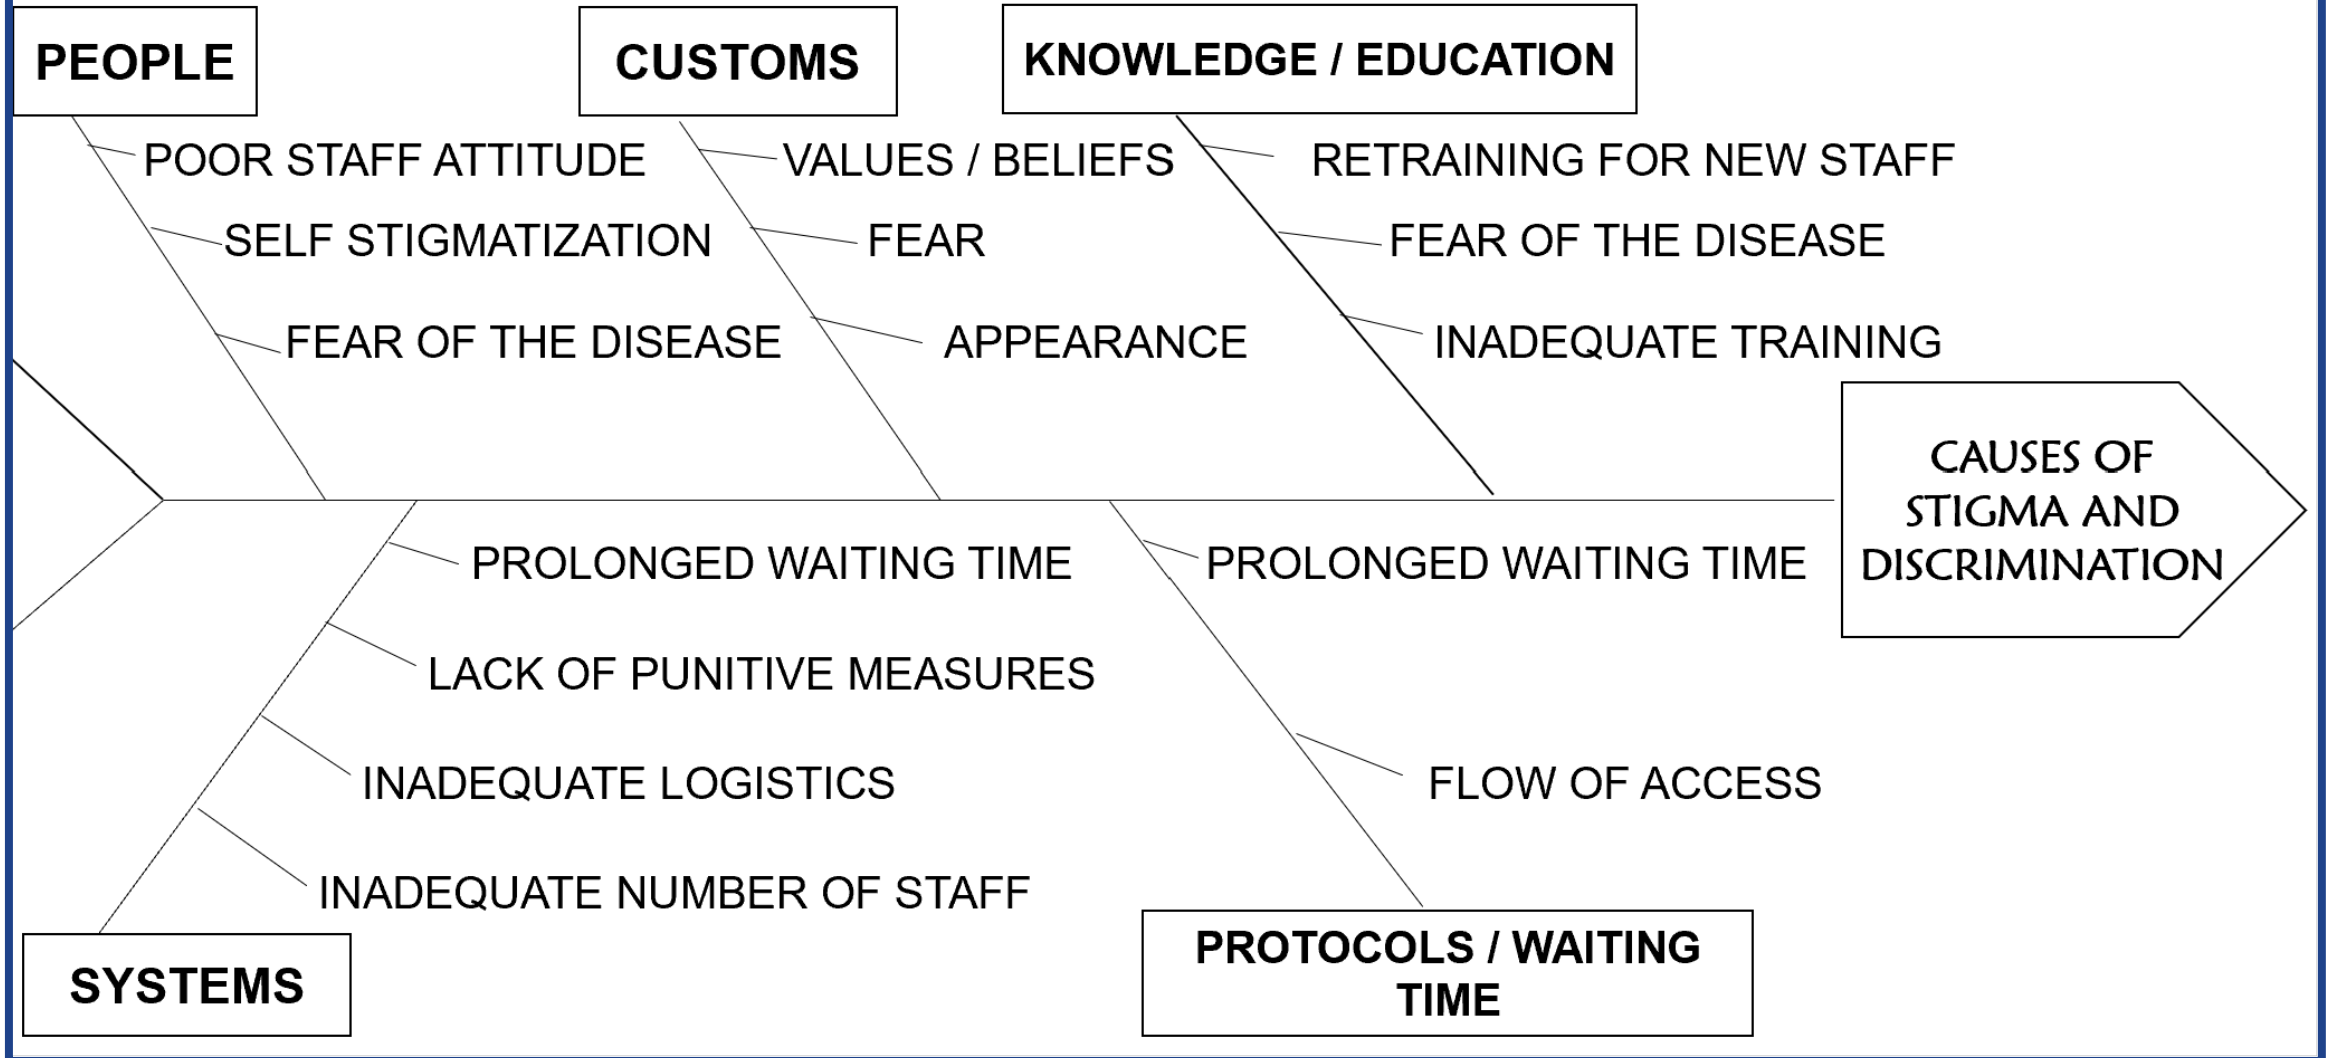 PEOPLE
CUSTOMS
KNOWLEDGE / EDUCATION
POOR STAFF ATTITUDE
VALUES / BELIEFS
RETRAINING FOR NEW STAFF
SELF STIGMATIZATION
FEAR
FEAR OF THE DISEASE
FEAR OF THE DISEASE
APPEARANCE
INADEQUATE TRAINING
CAUSES OF
STIGMA AND
DISCRIMINATION
PROLONGED WAITING TIME
PROLONGED WAITING TIME
LACK OF PUNITIVE MEASURES
INADEQUATE LOGISTICS
FLOW OF ACCESS
INADEQUATE NUMBER OF STAFF
SYSTEMS
PROTOCOLS / WAITING
TIME